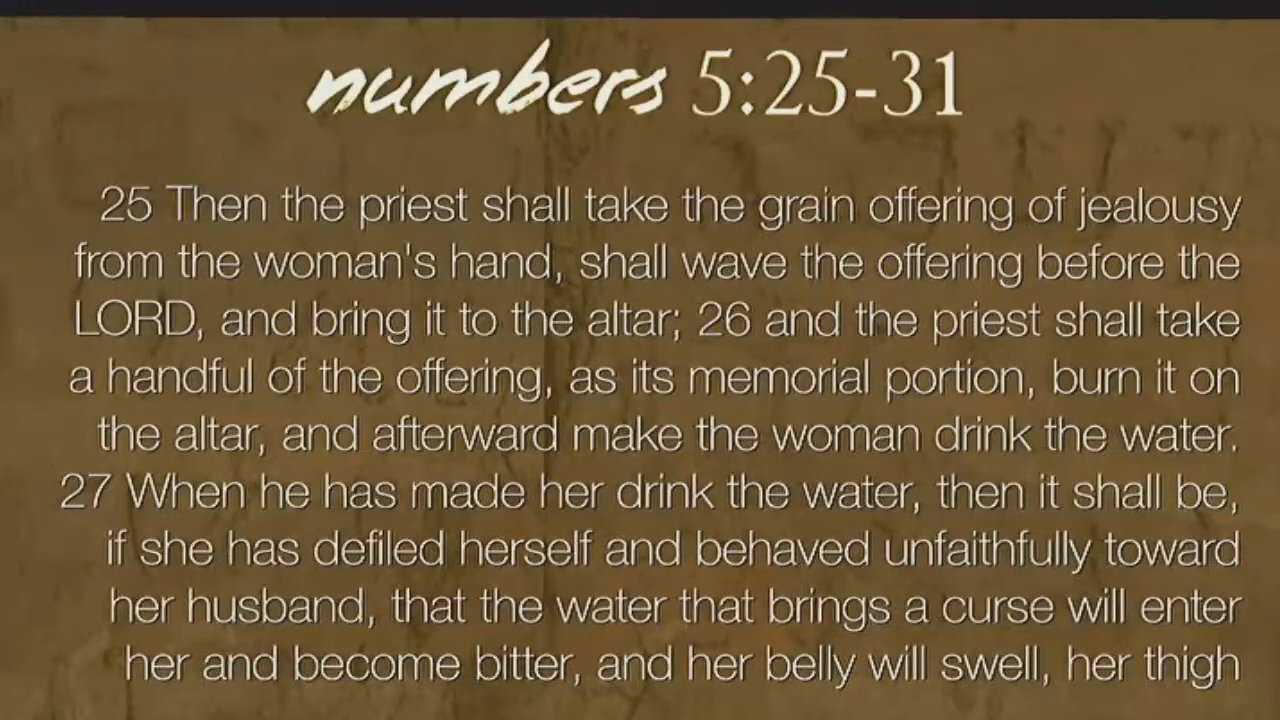 numbers 5:25-31
25 Then the priest shall take the grain offering of jealousy
from the woman's hand, shall wave the offering before the
LORD, and bring it to the altar; 26 and the priest shall take
a handful of the offering, as its memorial portion, burn it on
the altar, and afterward make the woman drink the water.
27 When he has made her drink the water, then it shall be,
if she has defiled herself and behaved unfaithfully toward
her husband, that the water that brings a curse will enter
her and become bitter, and her belly will swell, her thigh